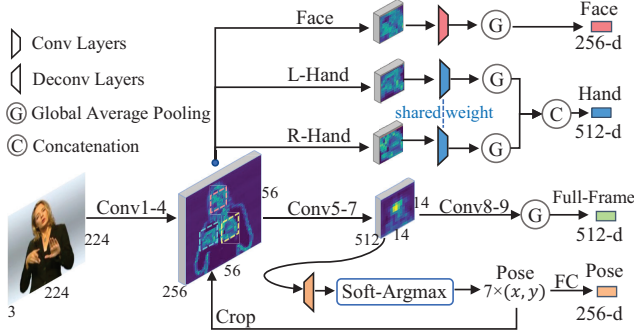 Conv Layers
Deconv Layers
G Global Average Pooling
C Concatenation
Face
G
Face
256-d
L-Hand
G
shared weight
C
Hand
512-d
R-Hand
G
Conv1-4
224
224
3
56
56
256
Conv5-7
14
14
512
Conv8-9
G
Full-Frame
512-d
Soft-Argmax
Pose
7×(x, y)
FC
Pose
256-d
Crop